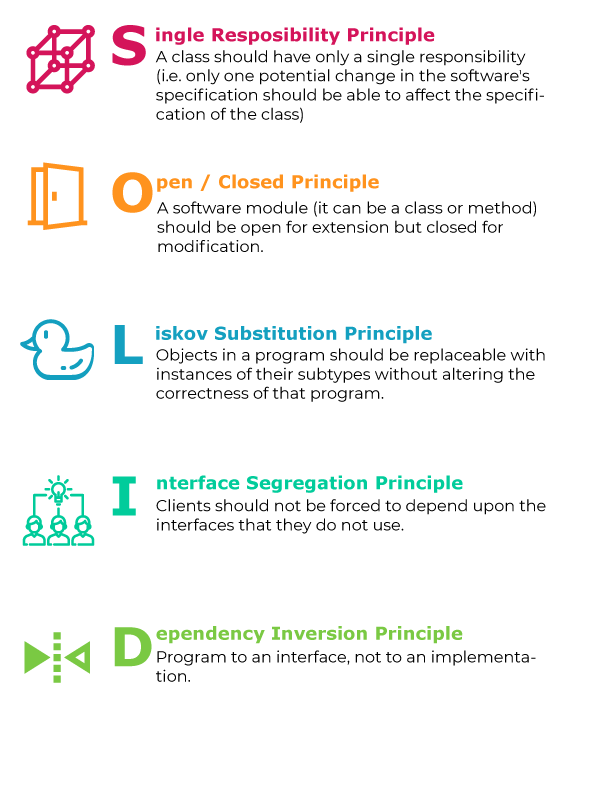 Single Resposibility Principle
A class should have only a single responsibility
(i.e. only one potential change in the software's
specification should be able to affect the specifi-
cation of the class)
Open / Closed Principle
A software module (it can be a class or method)
should be open for extension but closed for
modification.
Liskov Substitution Principle
Objects in a program should be replaceable with
instances of their subtypes without altering the
correctness of that program.
Interface Segregation Principle
Clients should not be forced to depend upon the
interfaces that they do not use.
Dependency Inversion Principle
Program to an interface, not to an implementa-
tion.